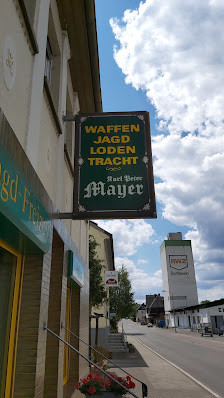 WAFFEN
JAGD
LODEN
TRACHT
Karl Peter
Mayer